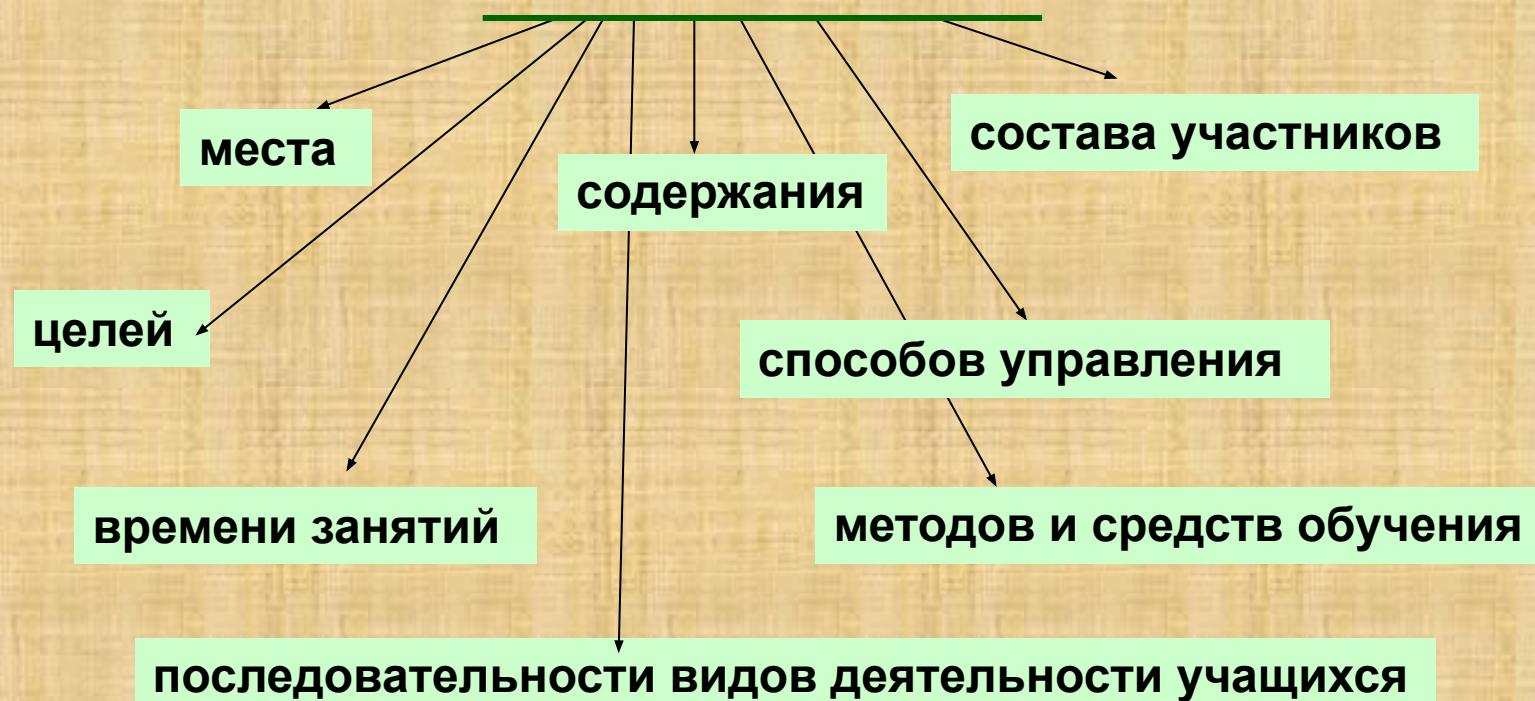 места
состава участников
содержания
целей
способов управления
времени занятий
методов и средств обучения
последовательности видов деятельности учащихся